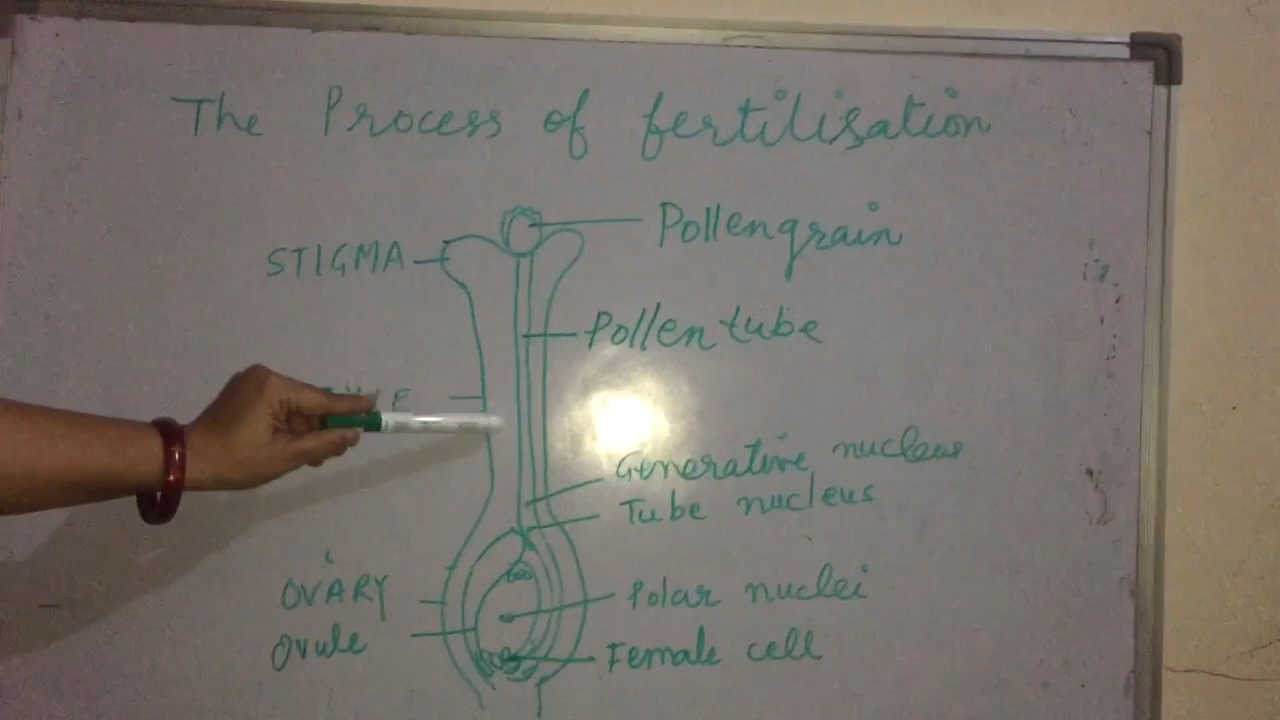 The Process of fertilisation
Pollengrain
STIGMA
Pollen tube
Generative nucleus
Tube nucleus
OVARY
Polar nuclei
Ovule
Female cell